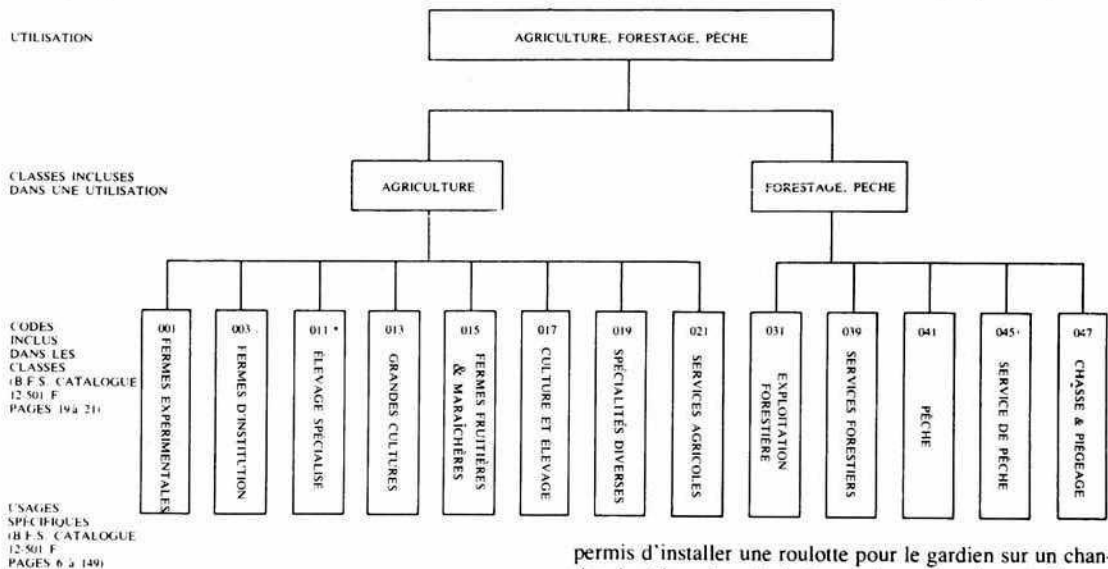 UTILISATION
AGRICULTURE, FORESTAGE, PÊCHE
CLASSES INCLUSES
DANS UNE UTILISATION
AGRICULTURE
FORESTAGE, PECHE
CODES
INCLUS
DANS LES
CLASSES
(B.F.S. CATALOGUE
12-501 F
PAGES 19 à 21)
001
FERMES EXPÉRIMENTALES
003
FERMES D'INSTITUTION
011 *
ÉLEVAGE SPÉCIALISÉ
013
GRANDES CULTURES
015
FERMES FRUITIÈRES
& MARAÎCHÈRES
017
CULTURE ET ÉLEVAGE
019
SPÉCIALITÉS DIVERSES
021
SERVICES AGRICOLES
031
EXPLOITATION
FORESTIÈRE
039
SERVICES FORESTIERS
041
PÊCHE
045
SERVICE DE PÊCHE
047
CHASSE & PIÉGEAGE
USAGES
SPÉCIFIQUES
(B.F.S. CATALOGUE
12-501 F
PAGES 6 à 149)
permis d'installer une roulotte pour le gardien sur un chan-